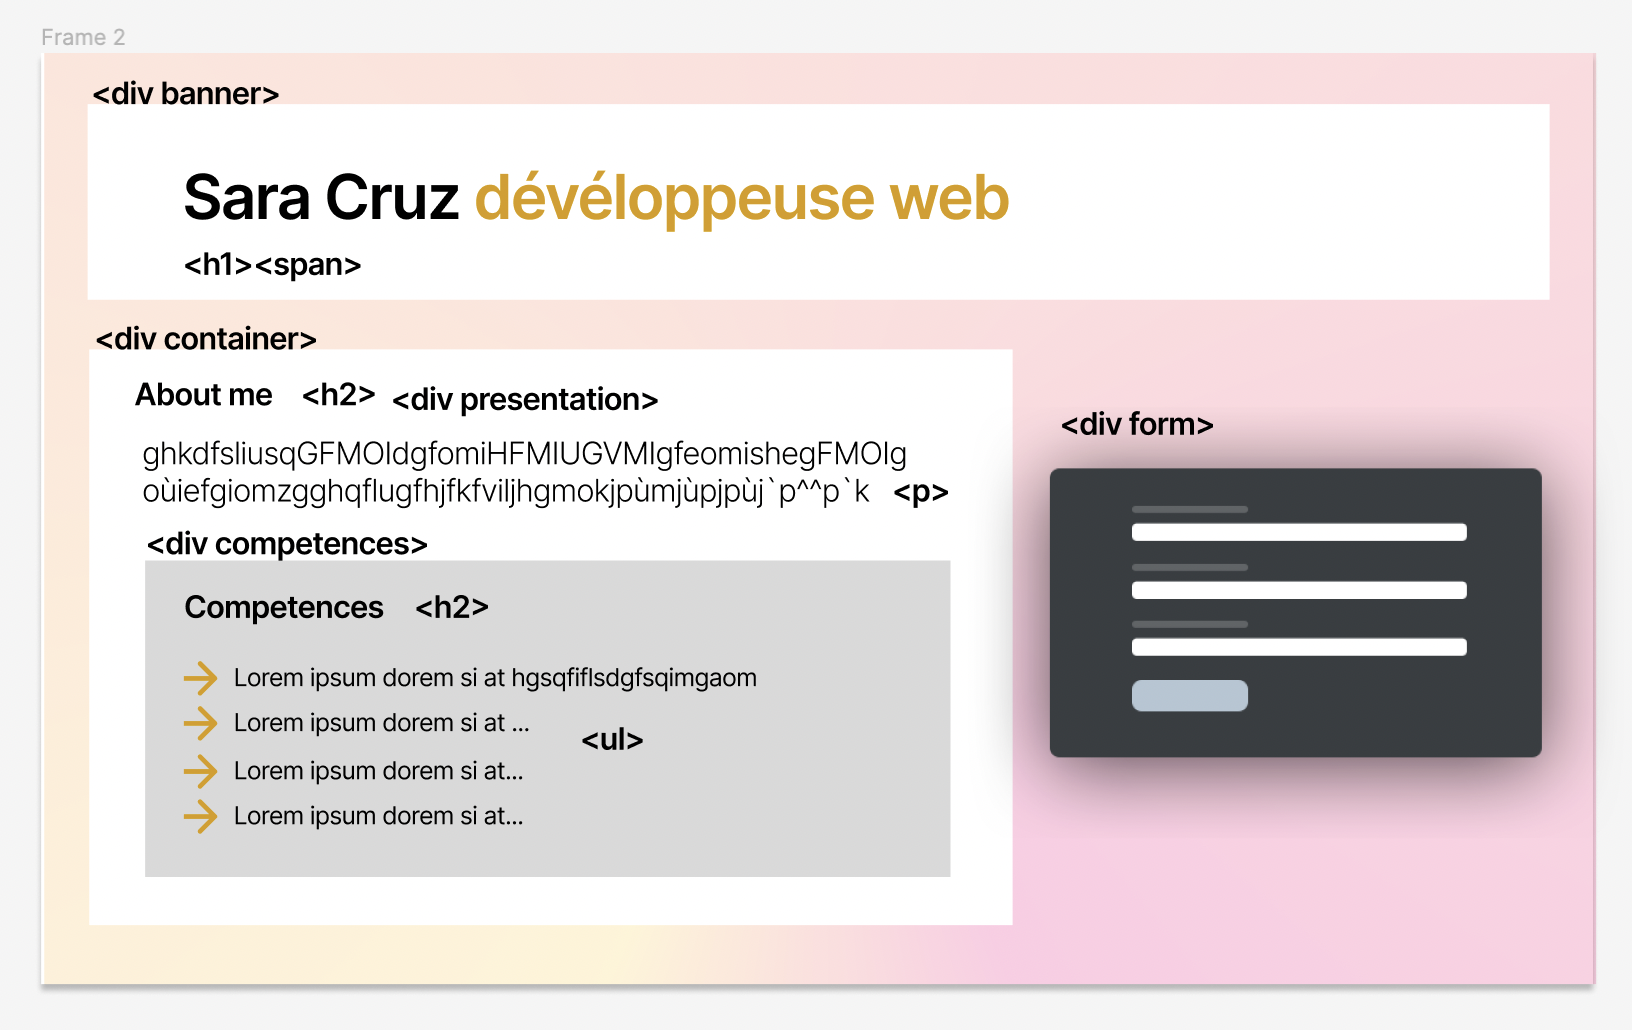 Frame 2
<div banner>
Sara Cruz dévéloppeuse web
<h1><span>
<div container>
About me <h2> <div presentation>
ghkdfsliusqGFMOIdgfomiHFMIUGVMIgfeomishegFMOIg
oùiefgiomzgghqflugfhjfkfviljhgmokjpùmjùpjpùj`p^^p`k <p>
<div competences>
Competences <h2>
Lorem ipsum dorem si at hgsqfiflsdgfsqimgaom
Lorem ipsum dorem si at ...
<ul>
Lorem ipsum dorem si at...
Lorem ipsum dorem si at...
<div form>